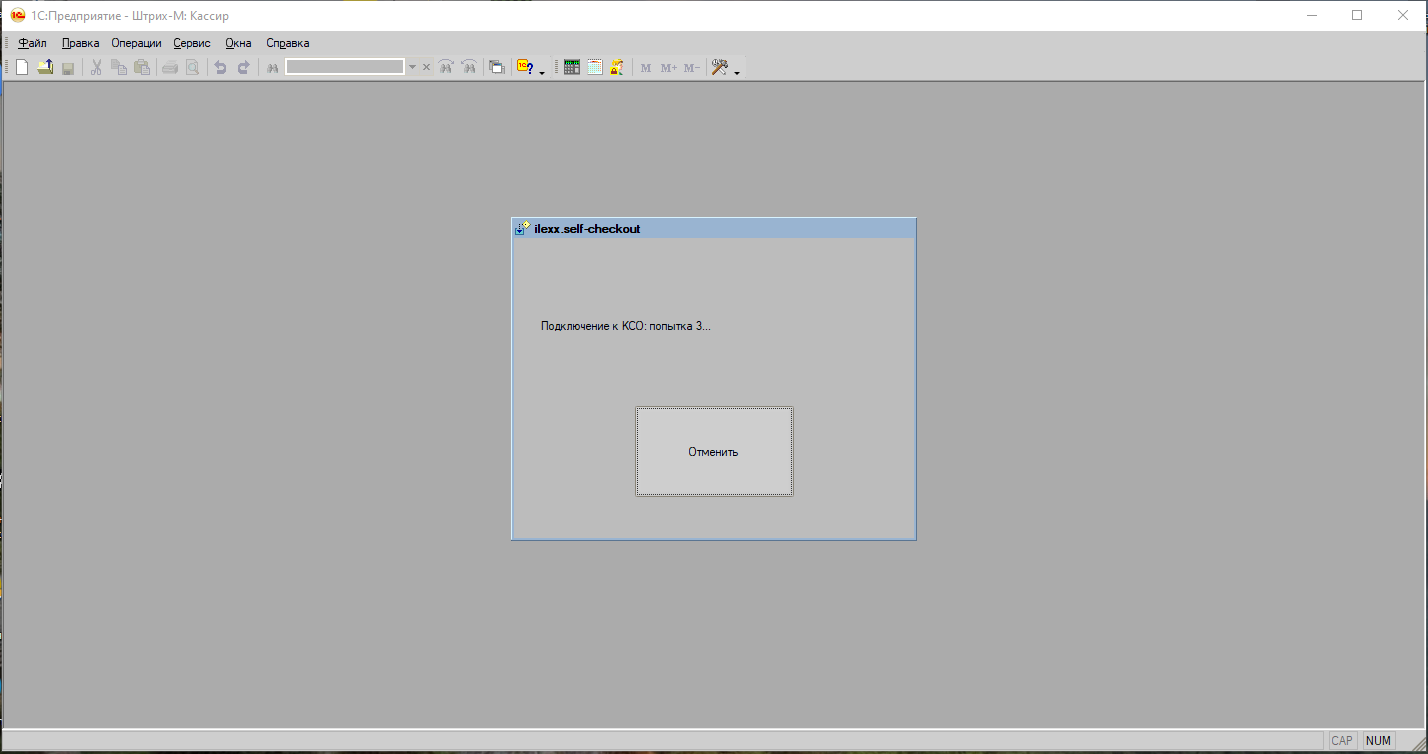 1С:Предприятие - Штрих-М: Кассир
Файл Правка Операции Сервис Окна Справка
M M+ M-
ilexx.self-checkout
Подключение к КСО: попытка 3...
Отменить
CAP NUM